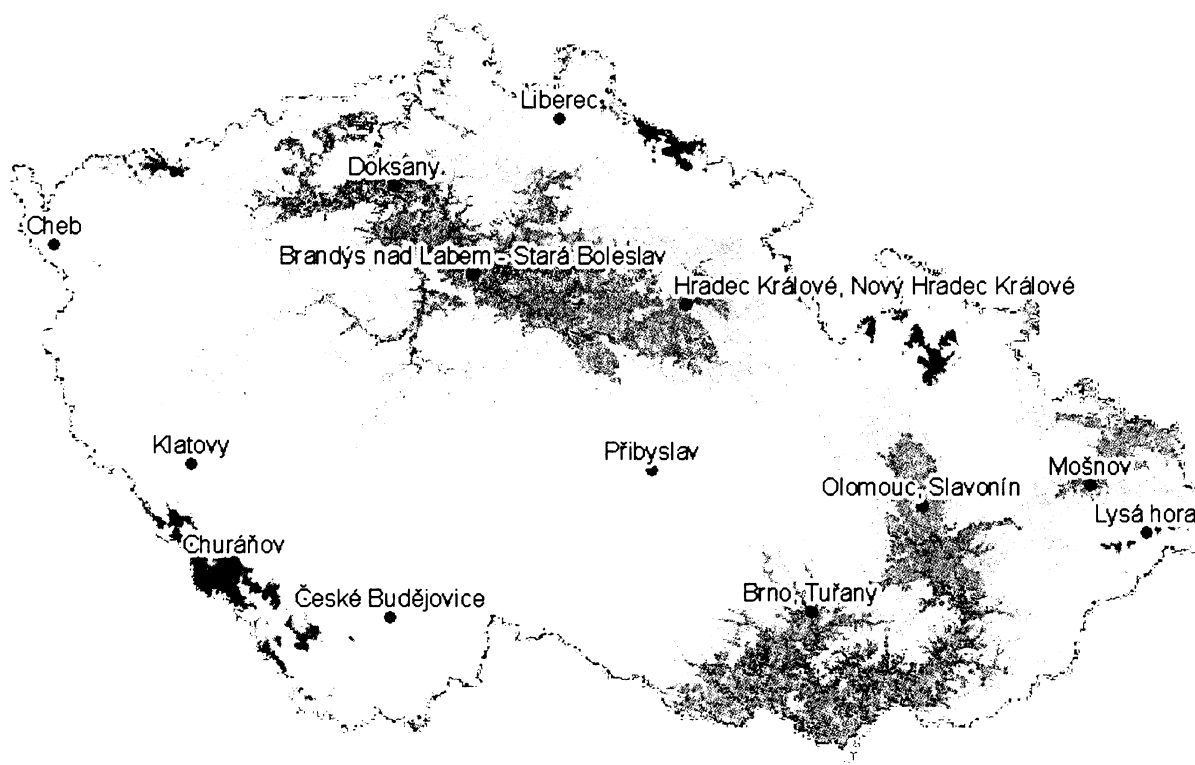 Liberec
Doksany
Cheb
Brandýs nad Labem - Stará Boleslav
Hradec Králové, Nový Hradec Králové
Klatovy
Přibyslav
Mošnov
Olomouc, Slavonín
Lysá hora
Churáňov
České Budějovice
Brno, Tuřany